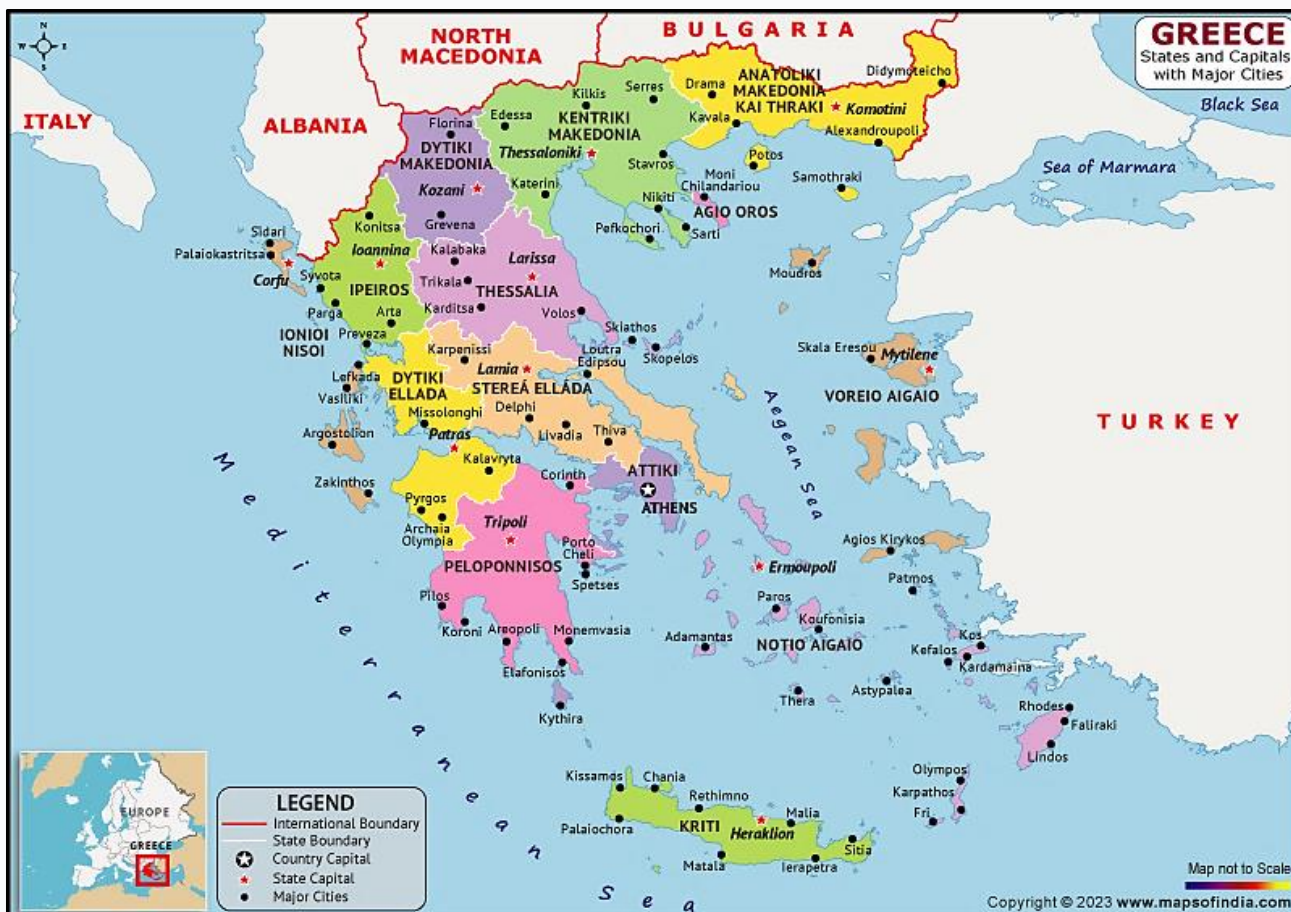 N
W
E
S
NORTH
MACEDONIA
BULGARIA
GREECE
States and Capitals
with Major Cities
ITALY
ALBANIA
Black Sea
Sea of Marmara
TURKEY
Didymoteicho
ANATOLIKI
MAKEDONIA
KAI THRAKI
Drama
Komotini
Kavala
Alexandroupoli
Serres
Kilkis
KENTRIKI
MAKEDONIA
Edessa
Thessaloniki
Stavros
Katerini
Florina
DYTIKI
MAKEDONIA
Kozani
Grevena
Potos
Samothraki
Moni
Chilandariou
AGIO OROS
Nikiti
Sarti
Pefkochori
Moudros
Sidari
Palaiokastritsa
Corfu
Konitsa
Ioannina
Syvota
IPEIROS
Parga
Arta
Preveza
IONIOI
NISOI
Kalabaka
Larissa
Trikala
THESSALIA
Karditsa
Volos
Skiathos
Skopelos
Loutra
Edipsou
Karpenissi
Lamia
STEREÁ ELLÁDA
DYTIKI
ELLADA
Lefkada
Vasiliki
Missolonghi
Delphi
Livadia
Thiva
Patras
Argostolion
Kalavryta
Zakinthos
Corinth
ATTIKI
ATHENS
Pyrgos
Archaia
Olympia
Tripoli
PELOPONNISOS
Porto
Cheli
Spetses
Pilos
Koroni
Areopoli
Monemvasia
Elafonisos
Kythira
Skala Eresou
Mytilene
VOREIO AIGAIO
Aegean Sea
Agios Kirykos
Patmos
Ermoupoli
Paros
Koufonisia
Adamantas
NOTIO AIGAIO
Kos
Kefalos
Kardamaina
Thera
Astypalea
Rhodes
Faliraki
Lindos
Olympos
Karpathos
Fri
Kissamos
Chania
Rethimno
Malia
Palaiochora
KRITI
Heraklion
Sitia
Matala
Ierapetra
Mediterranean Sea
EUROPE
GREECE
LEGEND
International Boundary
State Boundary
Country Capital
State Capital
Major Cities
Map not to Scale
Copyright © 2023 www.mapsofindia.com